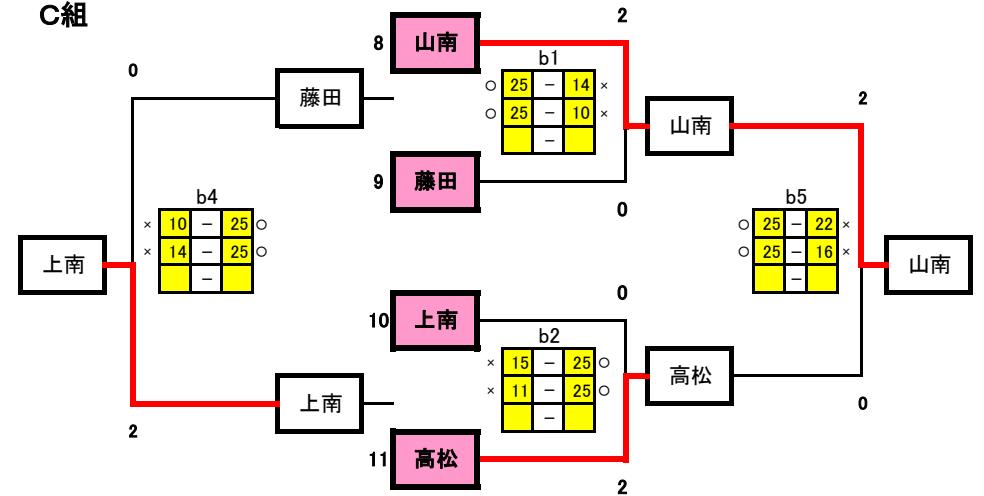 C組
2
8 山南
b1
0
藤田
○ 25 － 14 ×
○ 25 － 10 ×
－
山南
2
9 藤田
0
b4
× 10 － 25 ○
× 14 － 25 ○
－
b5
○ 25 － 22 ×
○ 25 － 16 ×
－
上南
山南
0
10 上南
b2
× 15 － 25 ○
× 11 － 25 ○
－
高松
上南
0
2
11 高松
2